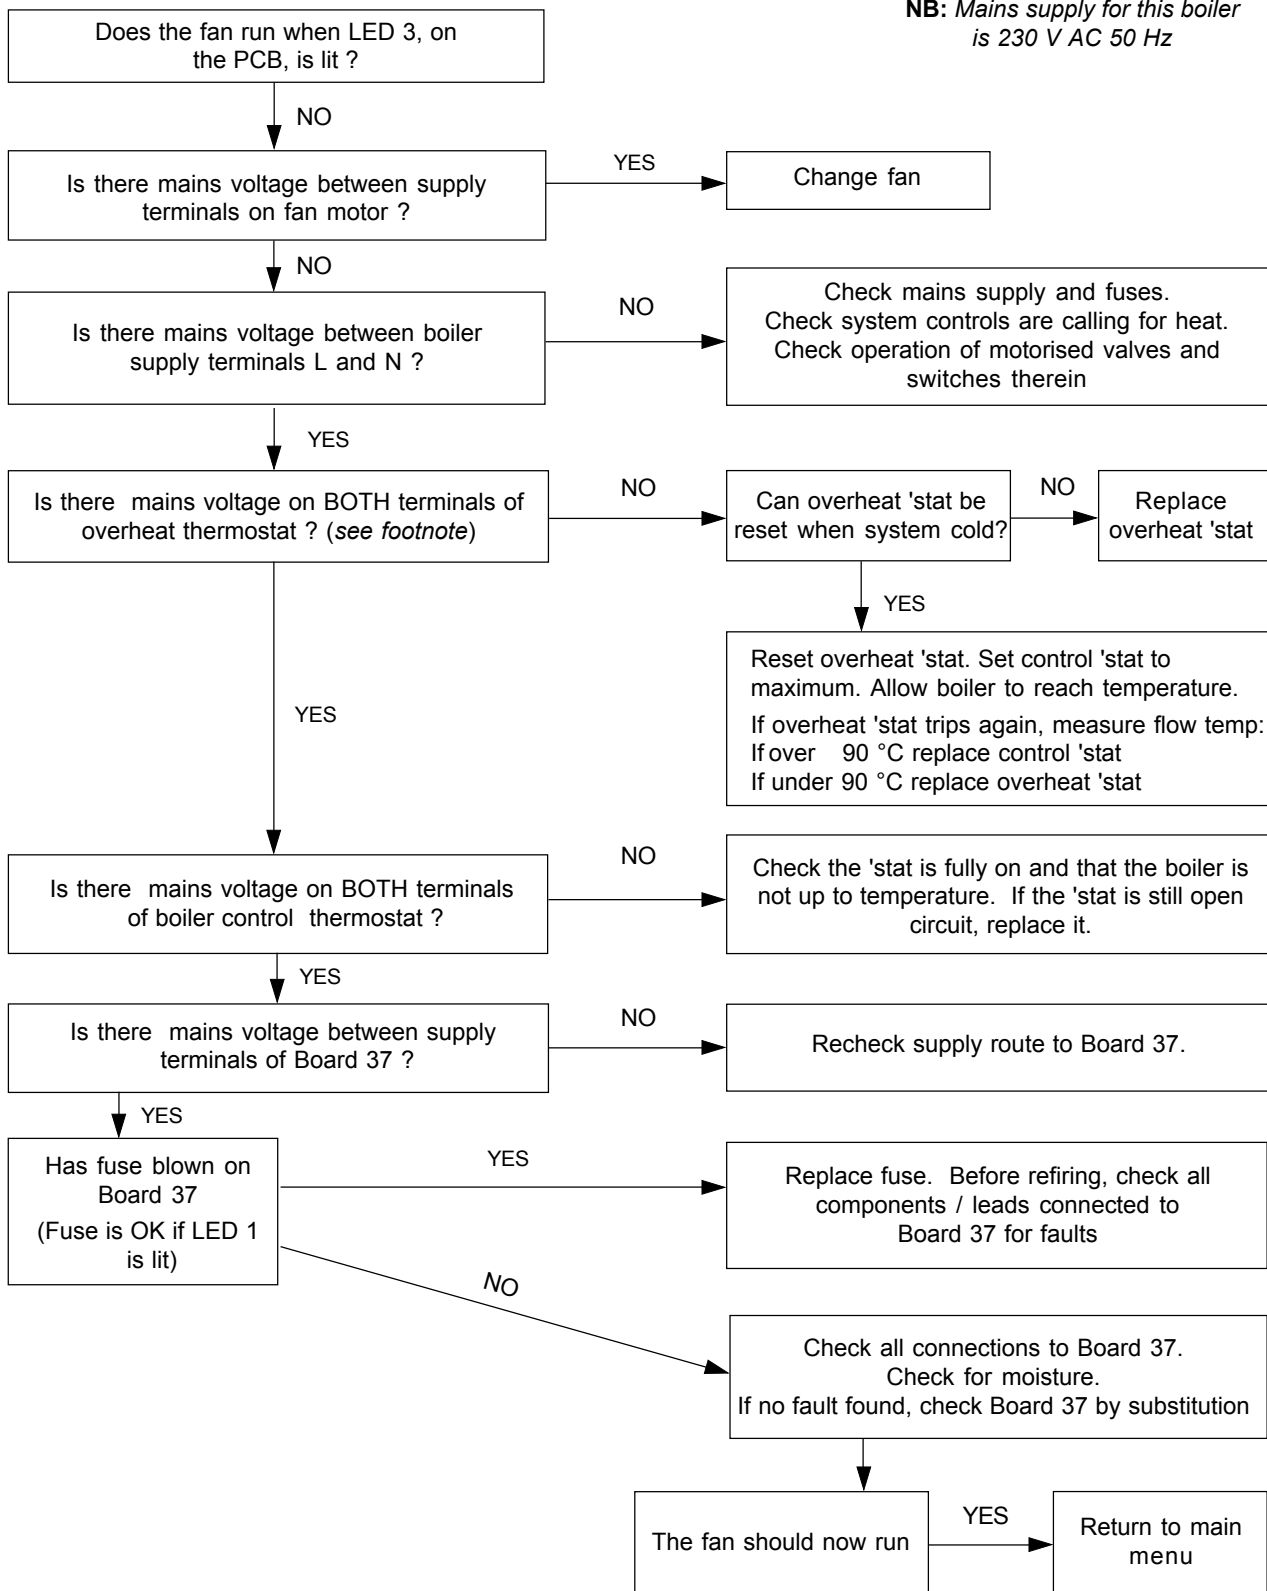 NB: Mains supply for this boiler
is 230 V AC 50 Hz
Does the fan run when LED 3, on
the PCB, is lit ?
NO
Is there mains voltage between supply
terminals on fan motor ?
YES
Change fan
NO
Is there mains voltage between boiler
supply terminals L and N ?
NO
Check mains supply and fuses.
Check system controls are calling for heat.
Check operation of motorised valves and
switches therein
YES
Is there mains voltage on BOTH terminals of
overheat thermostat ? (see footnote)
NO
Can overheat 'stat be
reset when system cold?
NO
Replace
overheat 'stat
YES
Reset overheat 'stat. Set control 'stat to
maximum. Allow boiler to reach temperature.
If overheat 'stat trips again, measure flow temp:
If over 90 °C replace control 'stat
If under 90 °C replace overheat 'stat
YES
Is there mains voltage on BOTH terminals
of boiler control thermostat ?
NO
Check the 'stat is fully on and that the boiler is
not up to temperature. If the 'stat is still open
circuit, replace it.
YES
Is there mains voltage between supply
terminals of Board 37 ?
NO
Recheck supply route to Board 37.
YES
Has fuse blown on
Board 37
(Fuse is OK if LED 1
is lit)
YES
Replace fuse. Before refiring, check all
components / leads connected to
Board 37 for faults
NO
Check all connections to Board 37.
Check for moisture.
If no fault found, check Board 37 by substitution
The fan should now run
YES
Return to main
menu